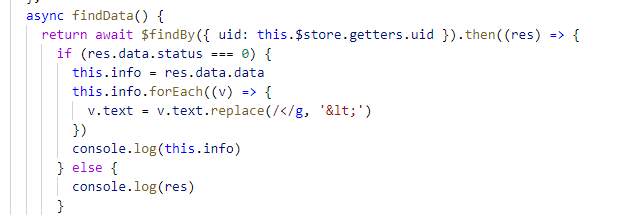 async findData() {
return await $findBy({ uid: this.$store.getters.uid }).then((res) => {
if (res.data.status === 0) {
this.info = res.data.data
this.info.forEach((v) => {
v.text = v.text.replace(/</g, '&lt;')
})
console.log(this.info)
} else {
console.log(res)
}